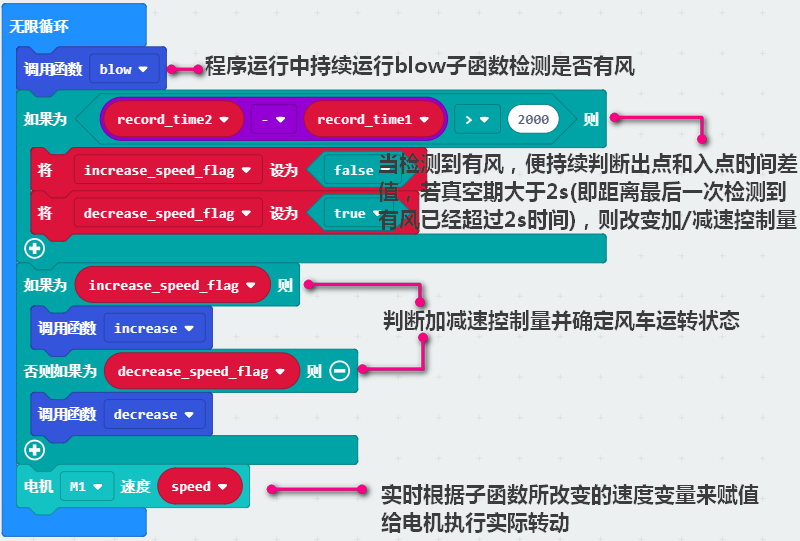 无限循环
调用函数 blow
程序运行中持续运行blow子函数检测是否有风
如果为 record_time2 - record_time1 > 2000 则
将 increase_speed_flag 设为 false
将 decrease_speed_flag 设为 true
当检测到有风，便持续判断出点和入点时间差
值，若真空期大于2s(即距离最后一次检测到
有风已经超过2s时间)，则改变加/减速控制量
如果为 increase_speed_flag 则
调用函数 increase
判断加减速控制量并确定风车运转状态
否则如果为 decrease_speed_flag 则
调用函数 decrease
电机 M1 速度 speed
实时根据子函数所改变的速度变量来赋值
给电机执行实际转动